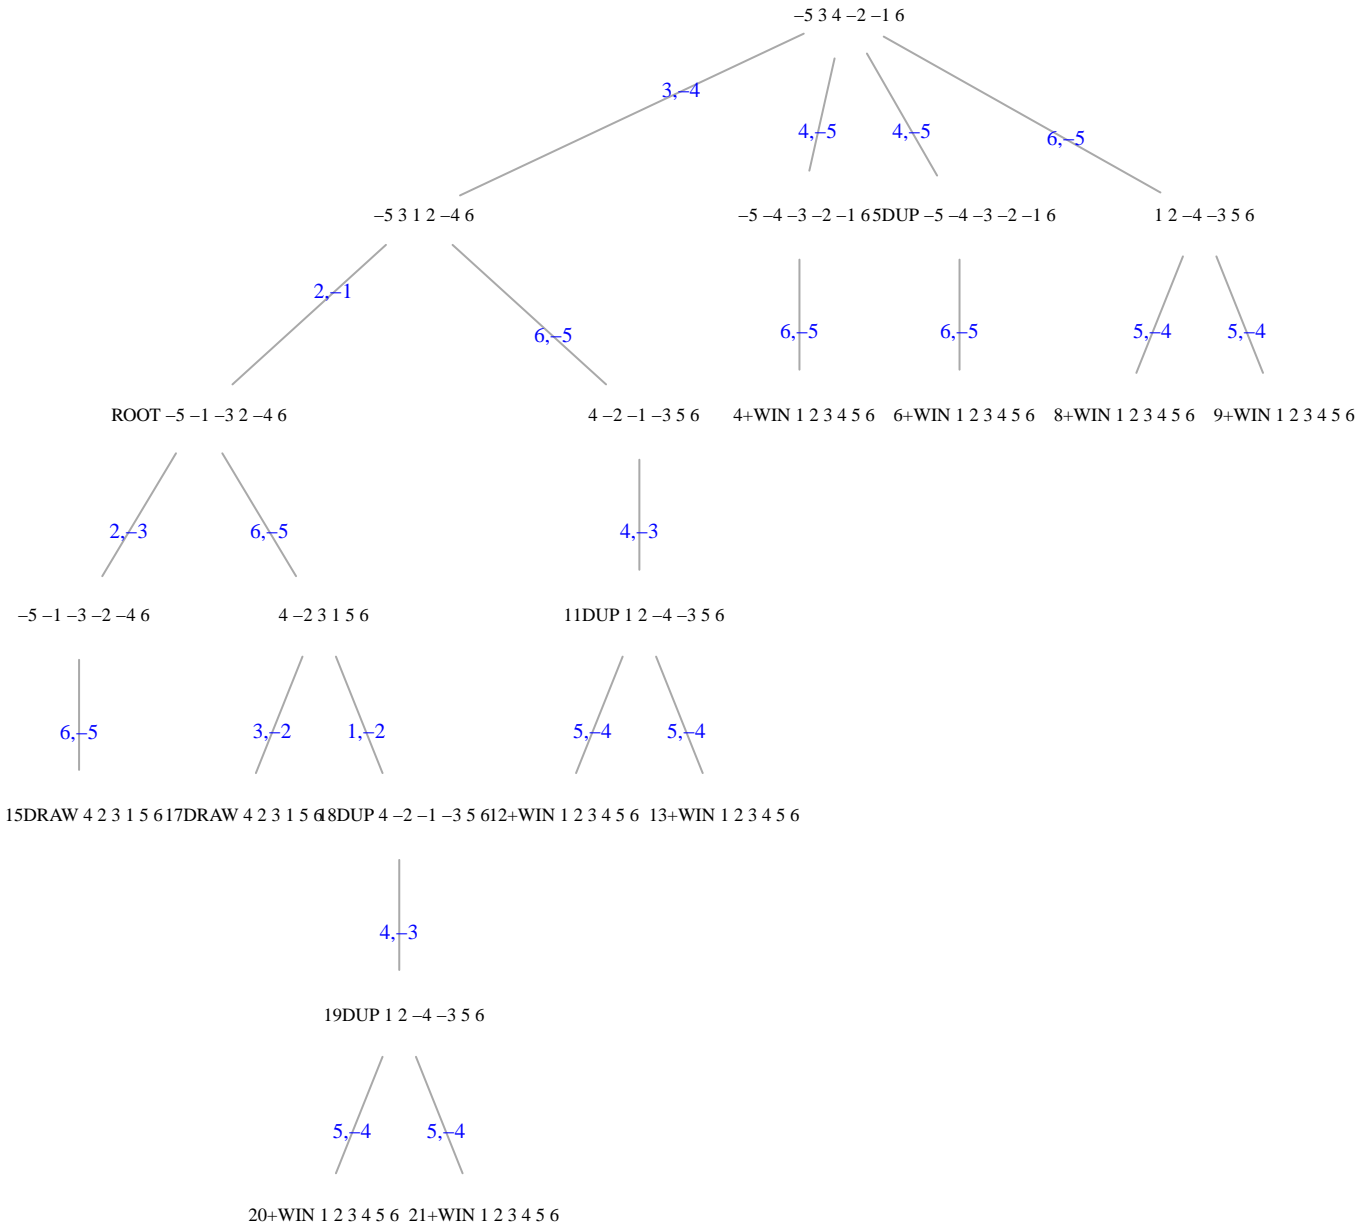 –5 3 4 –2 –1 6
3,–4
4,–5 4,–5
6,–5
–5 3 1 2 –4 6 –5 –4 –3 –2 –1 6 5DUP –5 –4 –3 –2 –1 6 1 2 –4 –3 5 6
2,–1
6,–5 6,–5 6,–5 5,–4 5,–4
ROOT –5 –1 –3 2 –4 6 4 –2 –1 –3 5 6 4+WIN 1 2 3 4 5 6 6+WIN 1 2 3 4 5 6 8+WIN 1 2 3 4 5 6 9+WIN 1 2 3 4 5 6
2,–3 6,–5 4,–3
–5 –1 –3 –2 –4 6 4 –2 3 1 5 6 11DUP 1 2 –4 –3 5 6
6,–5 3,–2 1,–2 5,–4 5,–4
15DRAW 4 2 3 1 5 6 17DRAW 4 2 3 1 5 6 18DUP 4 –2 –1 –3 5 6 12+WIN 1 2 3 4 5 6 13+WIN 1 2 3 4 5 6
4,–3
19DUP 1 2 –4 –3 5 6
5,–4 5,–4
20+WIN 1 2 3 4 5 6 21+WIN 1 2 3 4 5 6